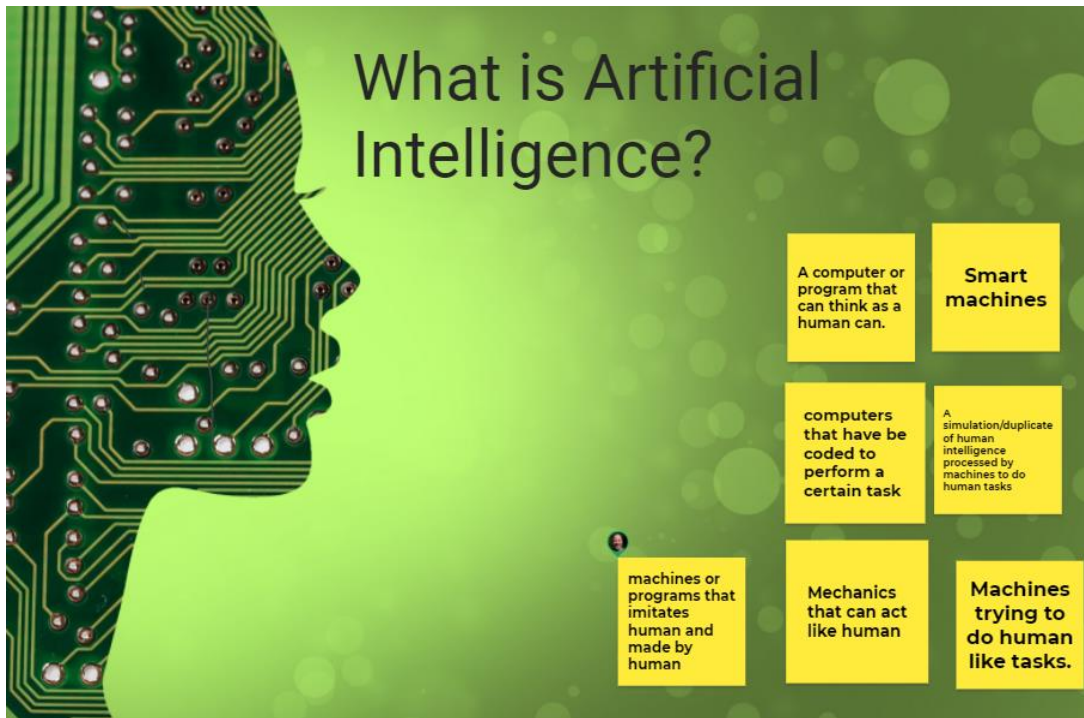 What is Artificial
Intelligence?
A computer or
program that
can think as a
human can.
Smart
machines
computers
that have be
coded to
perform a
certain task
A
simulation/duplicate
of human
intelligence
processed by
machines to do
human tasks
machines or
programs that
imitates
human and
made by
human
Mechanics
that can act
like human
Machines
trying to
do human
like tasks.